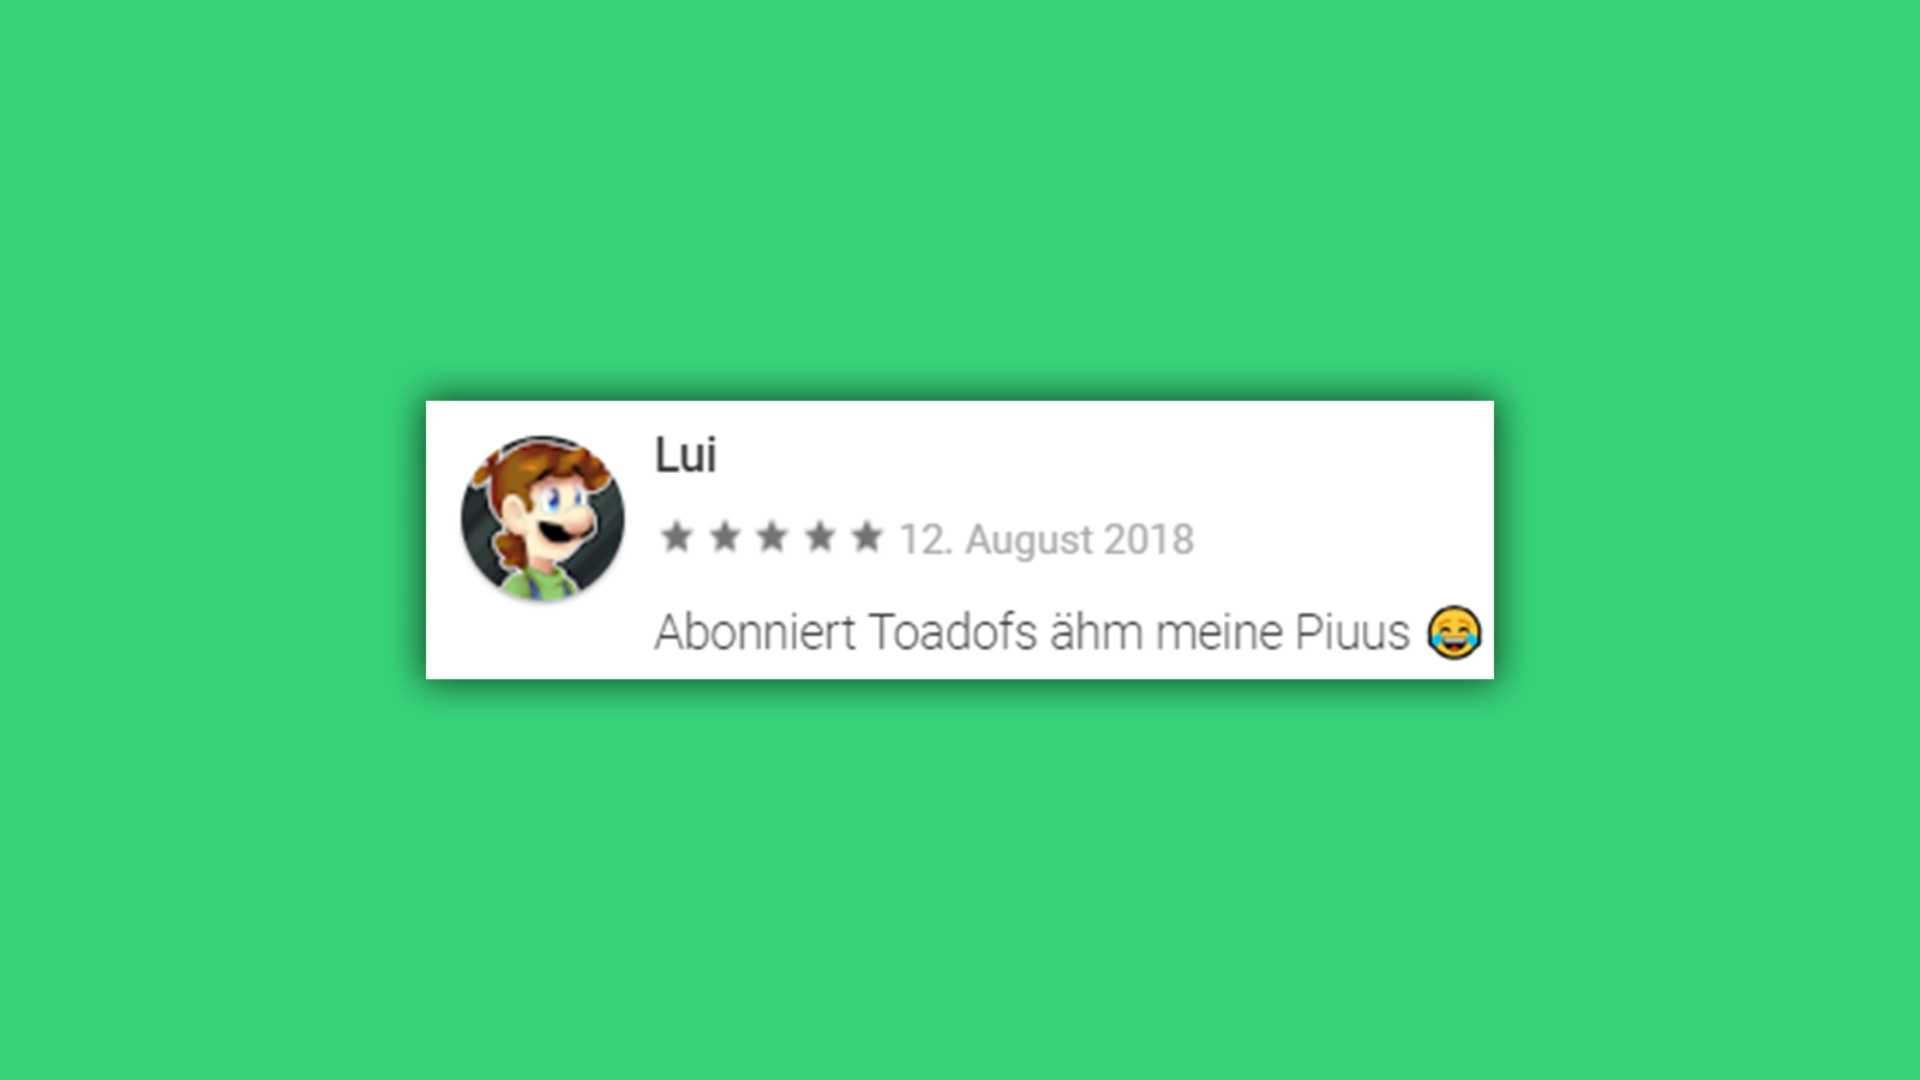 Lui
★★★★★ 12. August 2018
Abonniert Toadofs ähm meine Piuus 😂